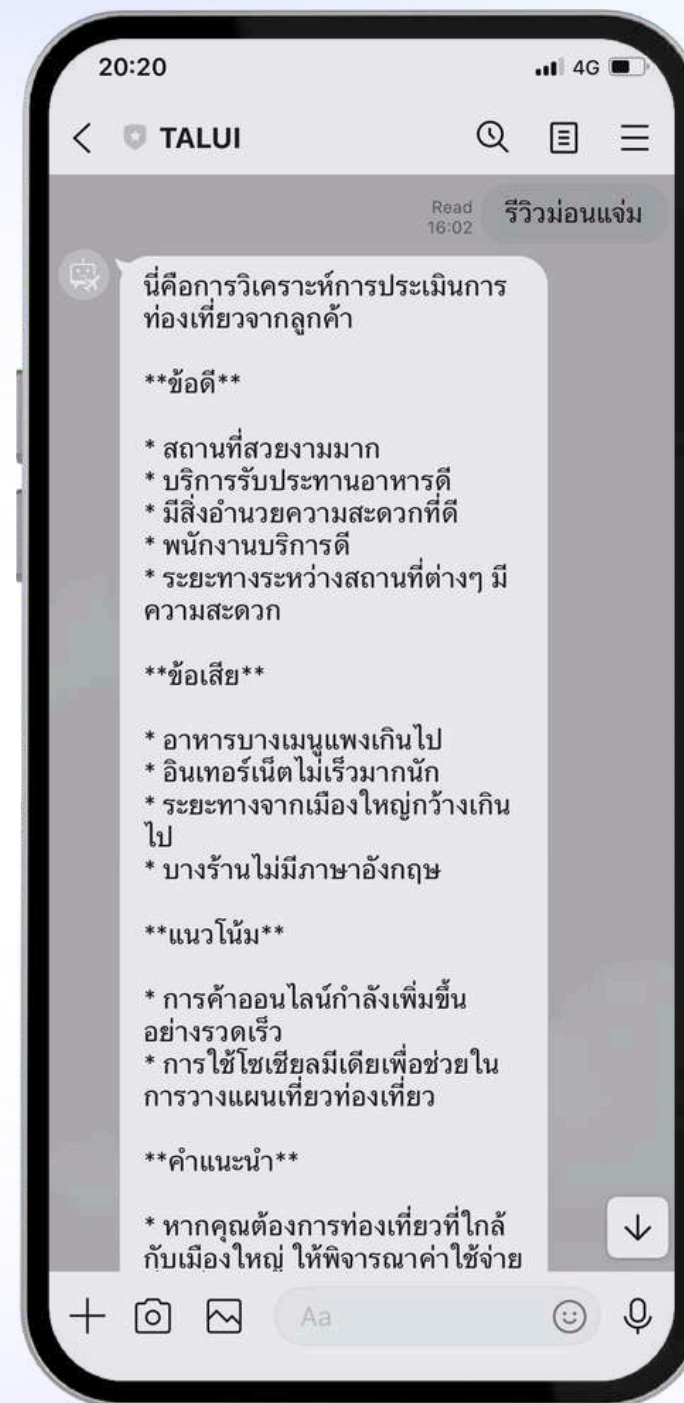 20:20
4G
TALUI
Read
16:02
รีวิวม่อนแจ่ม
นี่คือการวิเคราะห์การประเมินการ
ท่องเที่ยวจากลูกค้า
**ข้อดี**
* สถานที่สวยงามมาก
* บริการรับประทานอาหารดี
* มีสิ่งอำนวยความสะดวกที่ดี
* พนักงานบริการดี
* ระยะทางระหว่างสถานที่ต่างๆ มี
ความสะดวก
**ข้อเสีย**
* อาหารบางเมนูแพงเกินไป
* อินเทอร์เน็ตไม่เร็วมากนัก
* ระยะทางจากเมืองใหญ่กว้างเกิน
ไป
* บางร้านไม่มีภาษาอังกฤษ
**แนวโน้ม**
* การค้าออนไลน์กำลังเพิ่มขึ้น
อย่างรวดเร็ว
* การใช้โซเชียลมีเดียเพื่อช่วยใน
การวางแผนเที่ยวท่องเที่ยว
**คำแนะนำ**
* หากคุณต้องการท่องเที่ยวที่ใกล้
กับเมืองใหญ่ ให้พิจารณาค่าใช้จ่าย
Aa